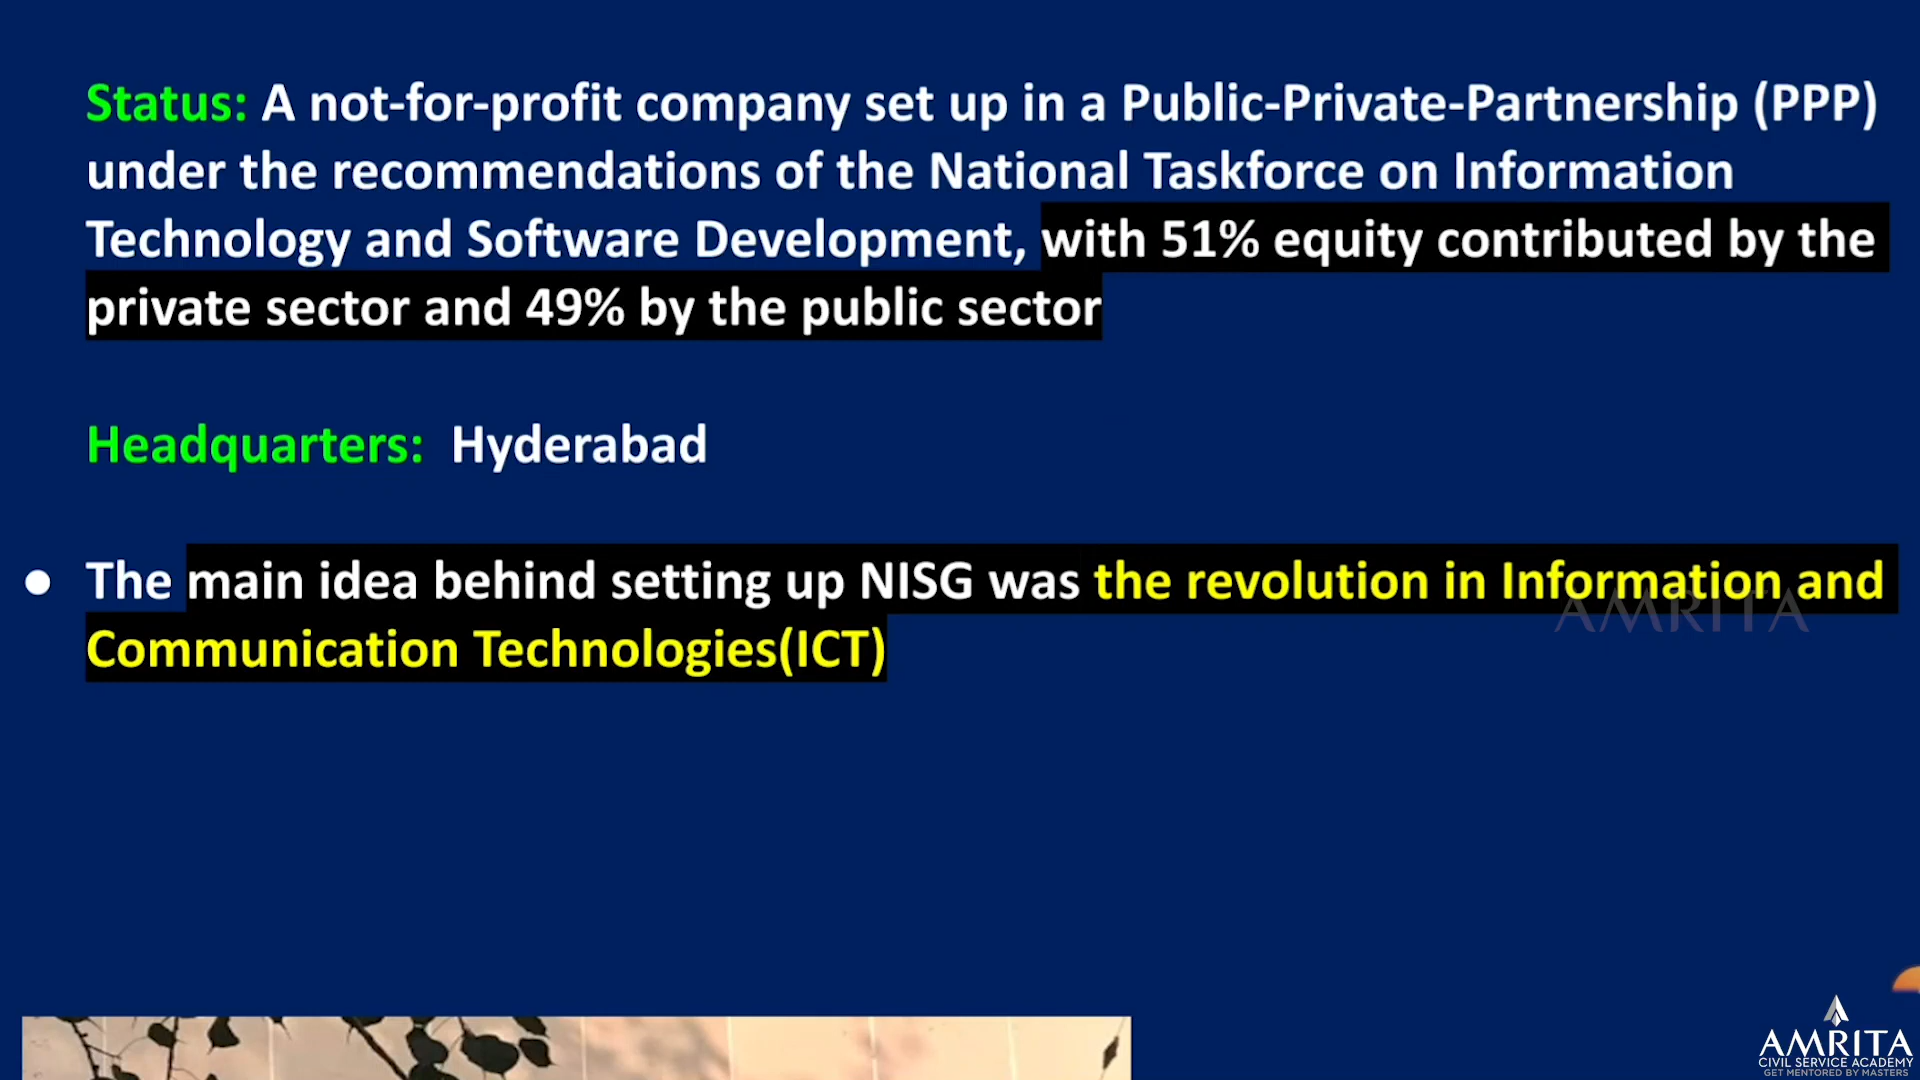 Status: A not-for-profit company set up in a Public-Private-Partnership (PPP)
under the recommendations of the National Taskforce on Information
Technology and Software Development, with 51% equity contributed by the
private sector and 49% by the public sector
Headquarters: Hyderabad
● The main idea behind setting up NISG was the revolution in Information and
Communication Technologies(ICT)
AMRITA
AMRITA
CIVIL SERVICE ACADEMY
GET MENTORED BY MASTERS